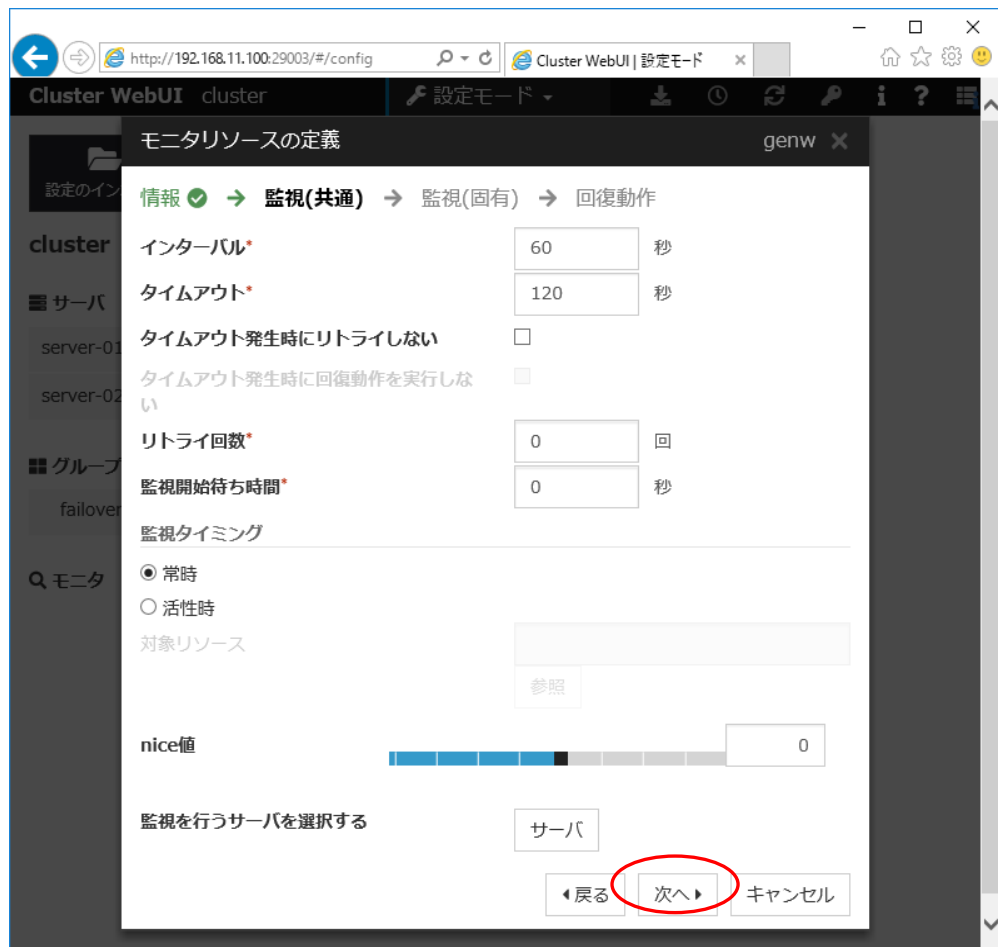 http://192.168.11.100:29003/#/config
Cluster WebUI | 設定モード
Cluster WebUI cluster 設定モード
モニタリソースの定義 genw
設定のイン
情報 → 監視(共通) → 監視(固有) → 回復動作
cluster
サーバ
server-01
server-02
グループ
failover
モニタ
インターバル* 60 秒
タイムアウト* 120 秒
タイムアウト発生時にリトライしない
タイムアウト発生時に回復動作を実行しな
い
リトライ回数* 0 回
監視開始待ち時間* 0 秒
監視タイミング
常時
活性時
対象リソース
参照
nice値 0
監視を行うサーバを選択する サーバ
戻る 次へ キャンセル